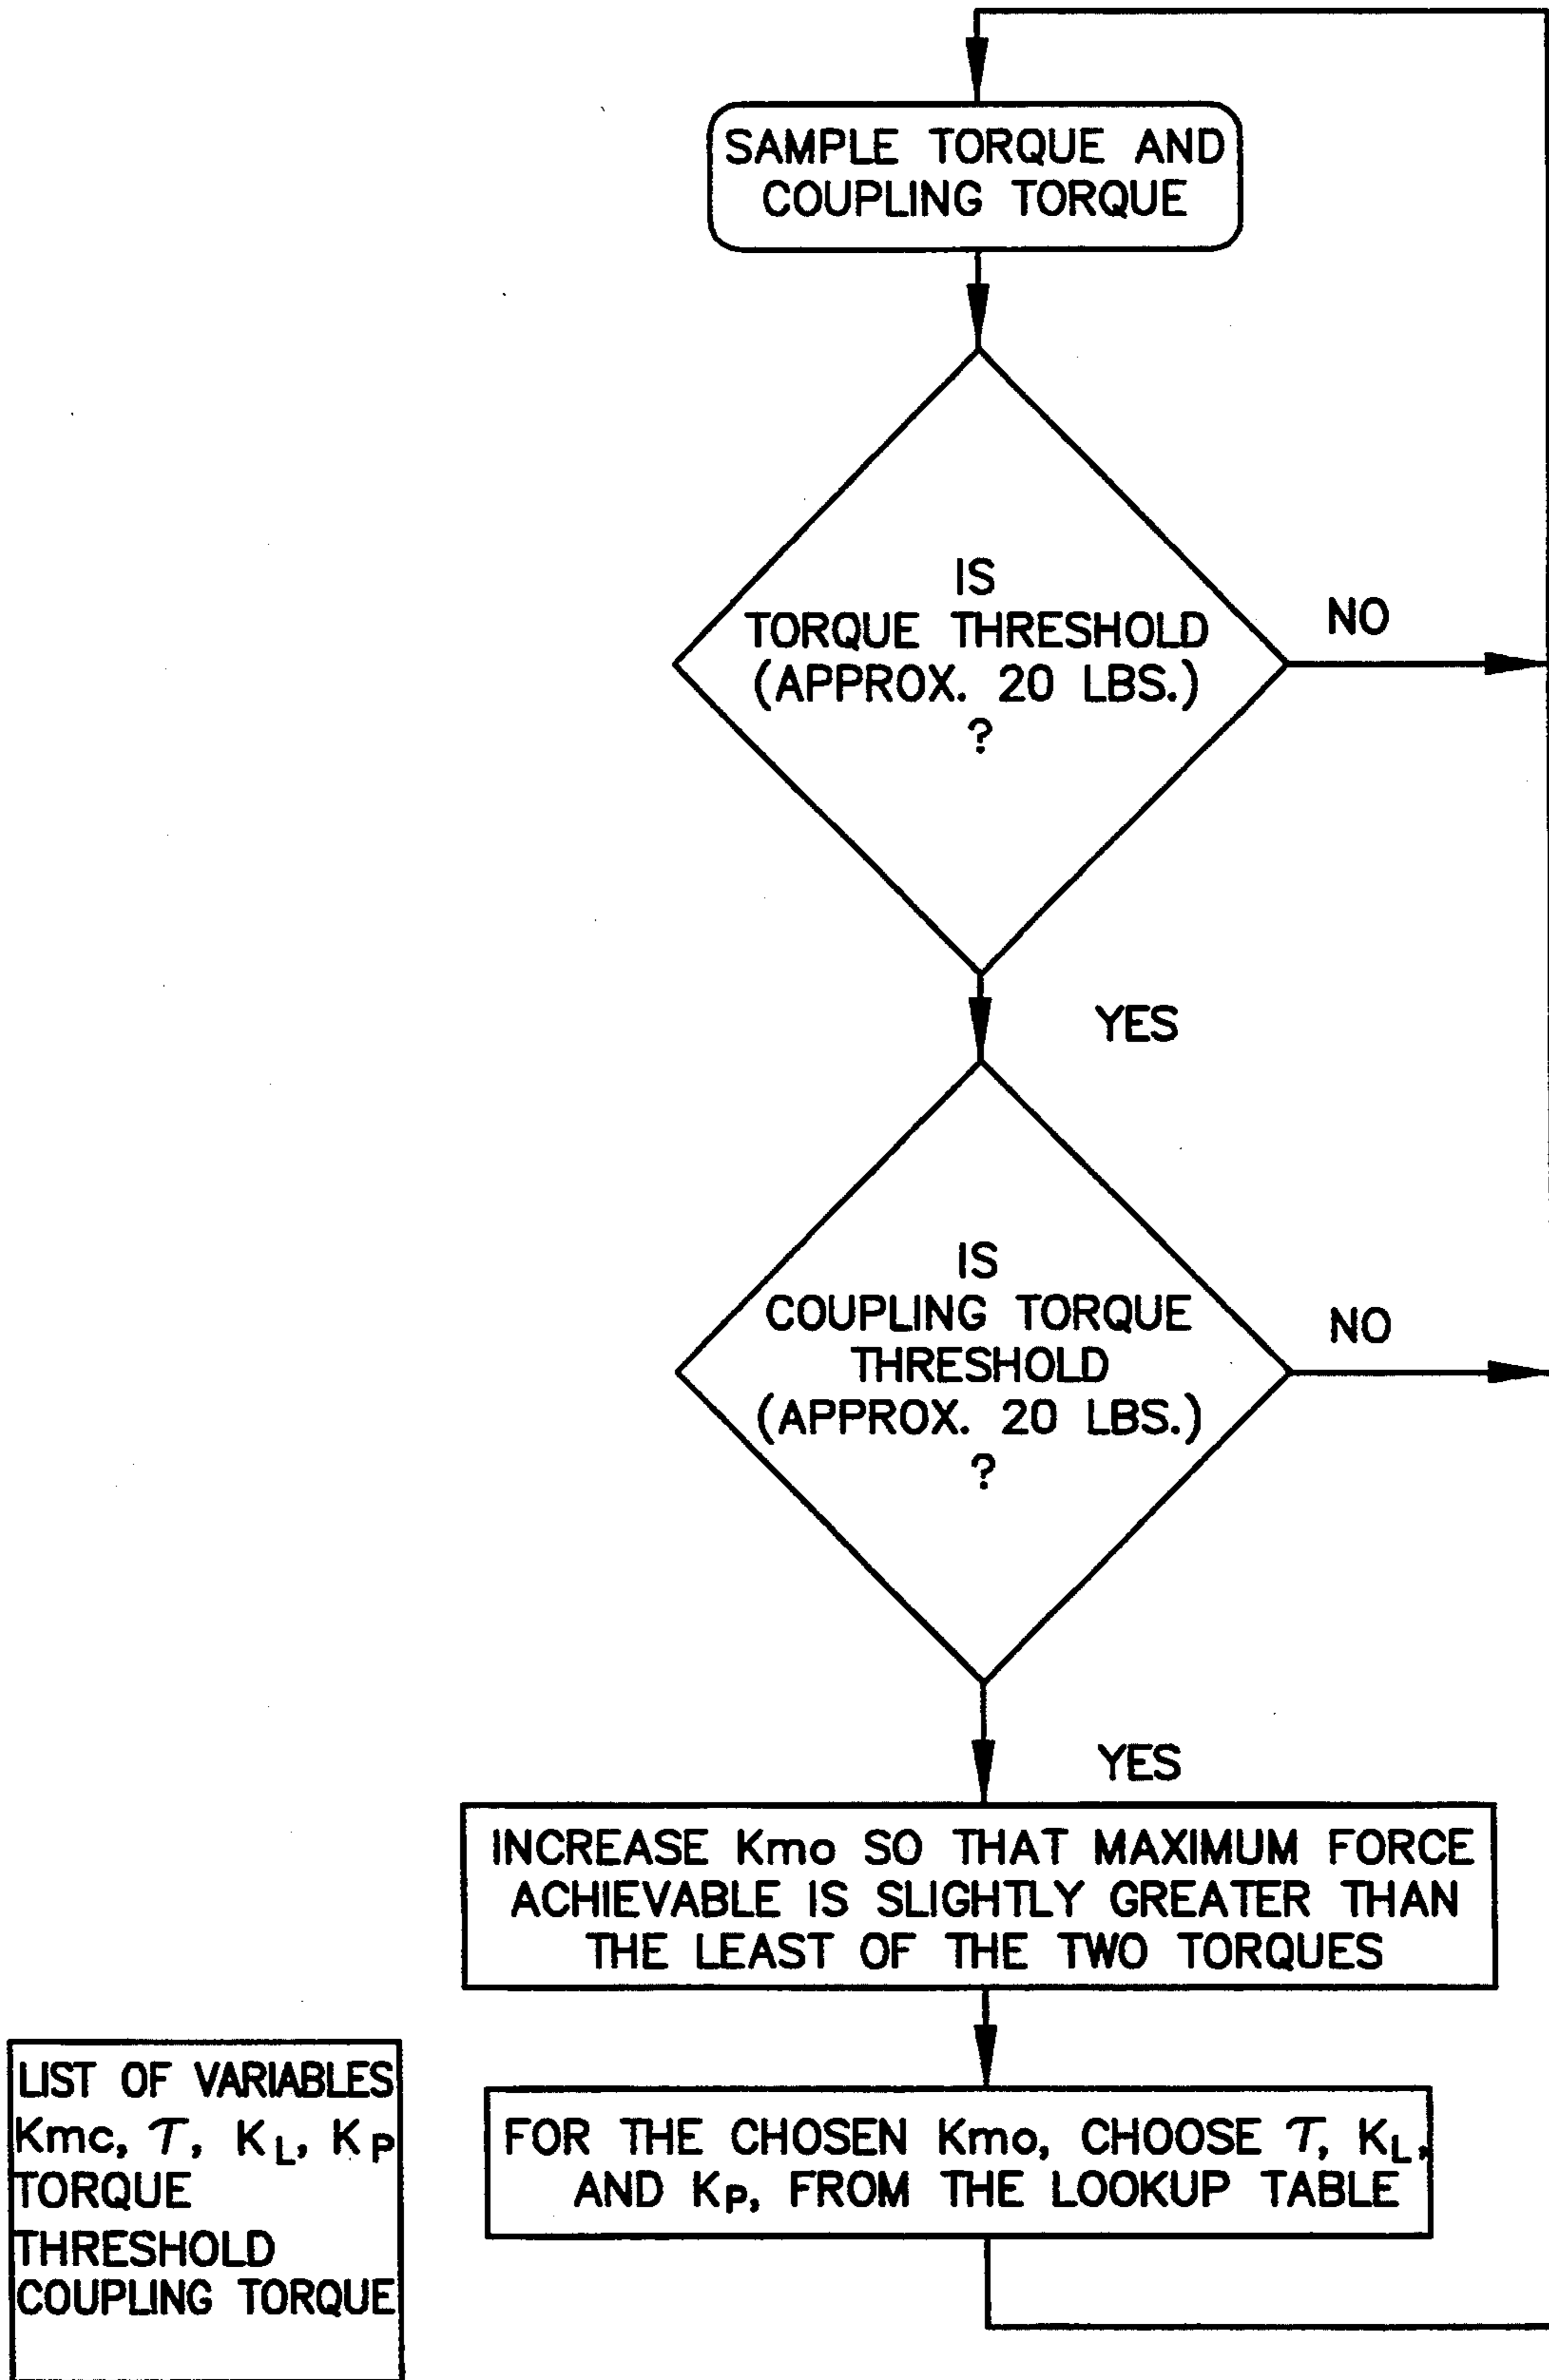 SAMPLE TORQUE AND
COUPLING TORQUE
IS
TORQUE THRESHOLD
(APPROX. 20 LBS.)
?
NO
YES
IS
COUPLING TORQUE
THRESHOLD
(APPROX. 20 LBS.)
?
NO
YES
INCREASE Kmo SO THAT MAXIMUM FORCE
ACHIEVABLE IS SLIGHTLY GREATER THAN
THE LEAST OF THE TWO TORQUES
FOR THE CHOSEN Kmo, CHOOSE 𝒯, KL,
AND KP, FROM THE LOOKUP TABLE
LIST OF VARIABLES
Kmc, 𝒯, KL, KP
TORQUE
THRESHOLD
COUPLING TORQUE